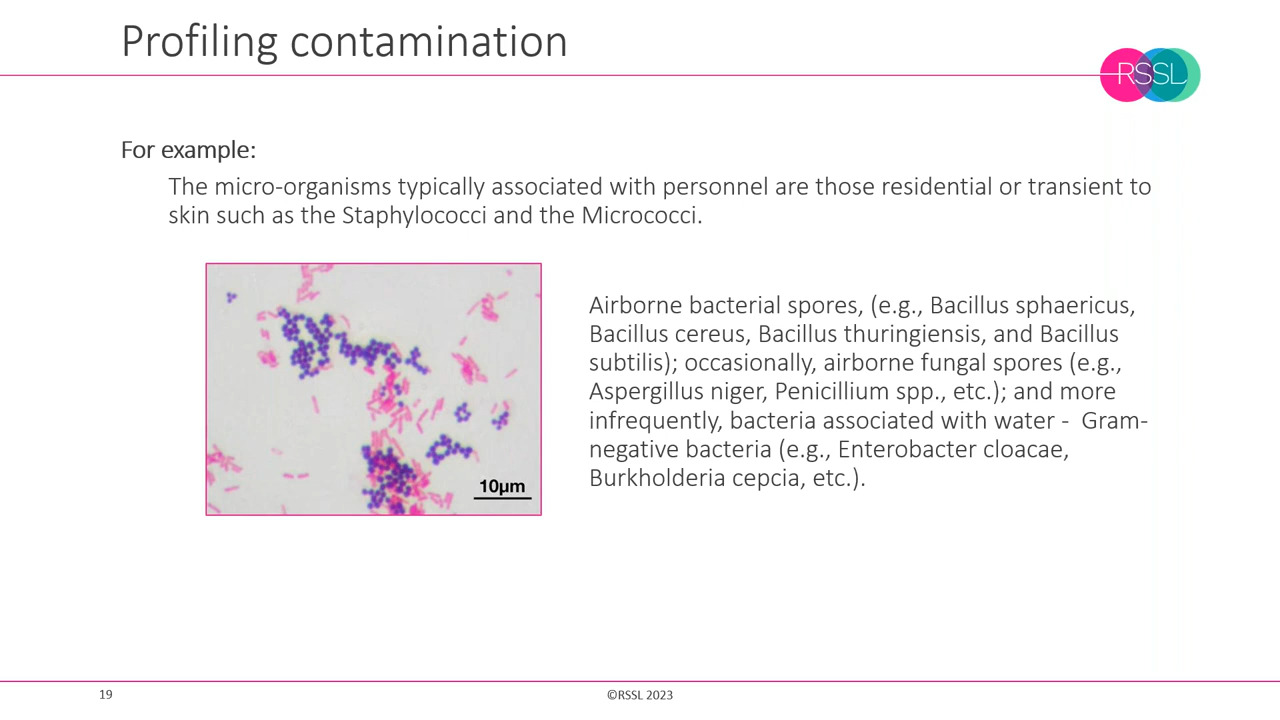 Profiling contamination
RSSL
For example:
The micro-organisms typically associated with personnel are those residential or transient to
skin such as the Staphylococci and the Micrococci.
Airborne bacterial spores, (e.g., Bacillus sphaericus,
Bacillus cereus, Bacillus thuringiensis, and Bacillus
subtilis); occasionally, airborne fungal spores (e.g.,
Aspergillus niger, Penicillium spp., etc.); and more
infrequently, bacteria associated with water -  Gram-
negative bacteria (e.g., Enterobacter cloacae,
Burkholderia cepcia, etc.).
10µm
19
©RSSL 2023